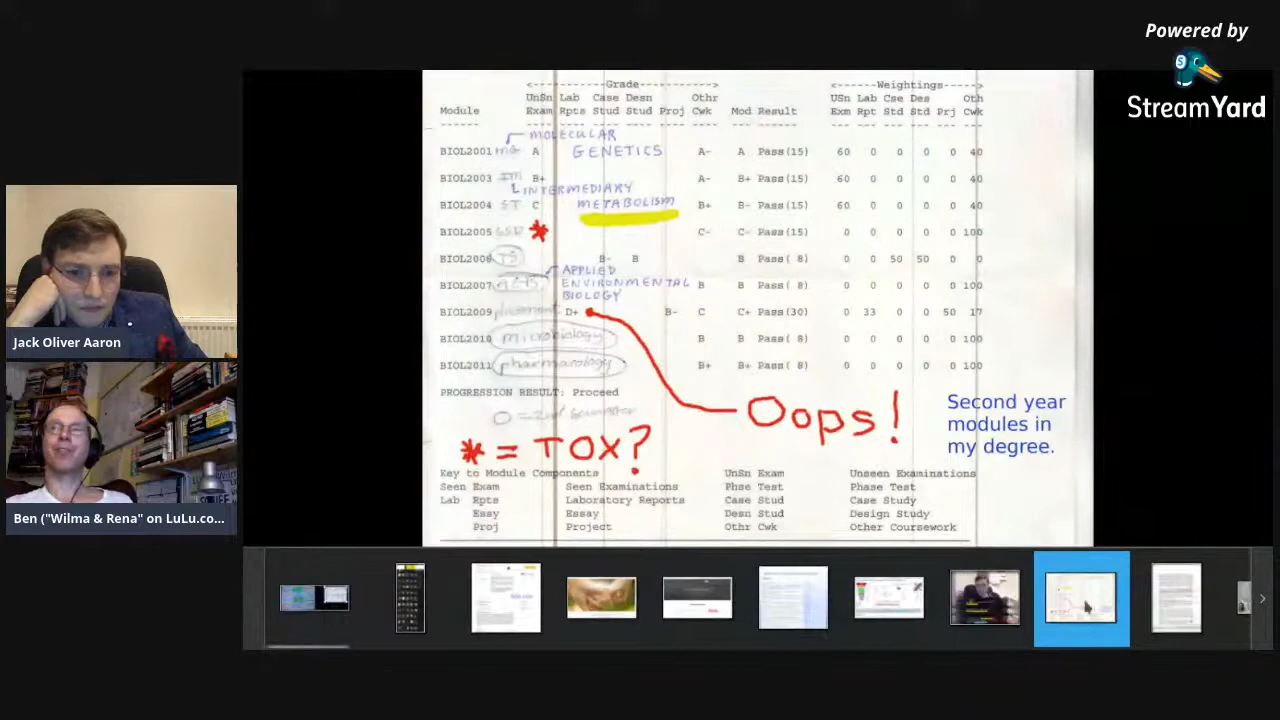 Powered by
StreamYard
<------------Grade------------> <------Weightings------>
UnSn Lab Case Desn Othr USn Lab Cse Des Oth
Module Exam Rpts Stud Stud Proj Cwk Mod Result Exm Rpt Std Std Prj Cwk
MOLECULAR
BIOL2001 MG A GENETICS A- A Pass(15) 60 0 0 0 0 40
BIOL2003 IM B+ A- B+ Pass(15) 60 0 0 0 0 40
INTERMEDIARY
BIOL2004 ST C METABOLISM B+ B- Pass(15) 60 0 0 0 0 40
BIOL2005 * C- C- Pass(15) 0 0 0 0 0 100
BIOL2006 TS B- B B Pass( 8) 0 0 50 50 0 0
APPLIED
BIOL2007 ENVIRONMENTAL B B Pass( 8) 0 0 0 0 0 100
BIOLOGY
BIOL2009 placement D+ B- C C+ Pass(30) 0 33 0 0 50 17
BIOL2010 microbiology B B Pass( 8) 0 0 0 0 0 100
BIOL2011 pharmacology B+ B+ Pass( 8) 0 0 0 0 0 100
PROGRESSION RESULT: Proceed
O = 2nd Semester
Oops!
Second year
modules in
my degree.
* = TOX?
Key to Module Components UnSn Exam Unseen Examinations
Seen Exam Seen Examinations Phse Test Phase Test
Lab Rpts Laboratory Reports Case Stud Case Study
Essay Essay Desn Stud Design Study
Proj Project Othr Cwk Other Coursework
Jack Oliver Aaron
Ben ("Wilma & Rena" on LuLu.co...